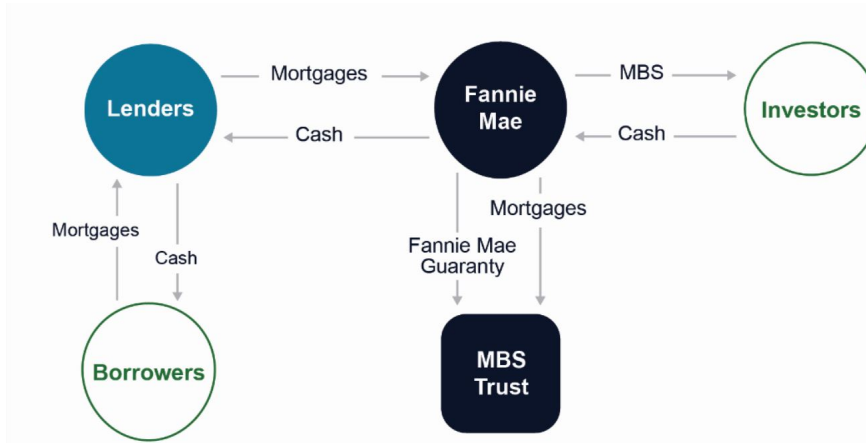 Mortgages
MBS
Lenders
Fannie
Mae
Investors
Cash
Cash
Mortgages
Mortgages
Cash
Fannie Mae
Guaranty
Borrowers
MBS
Trust